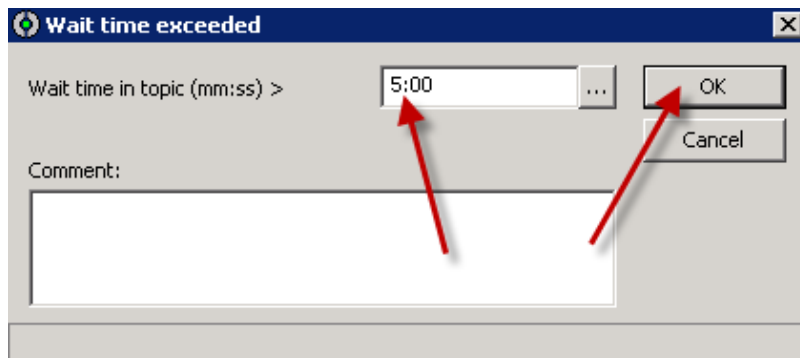 Wait time exceeded
Wait time in topic (mm:ss) > 5:00 ... OK
Cancel
Comment: